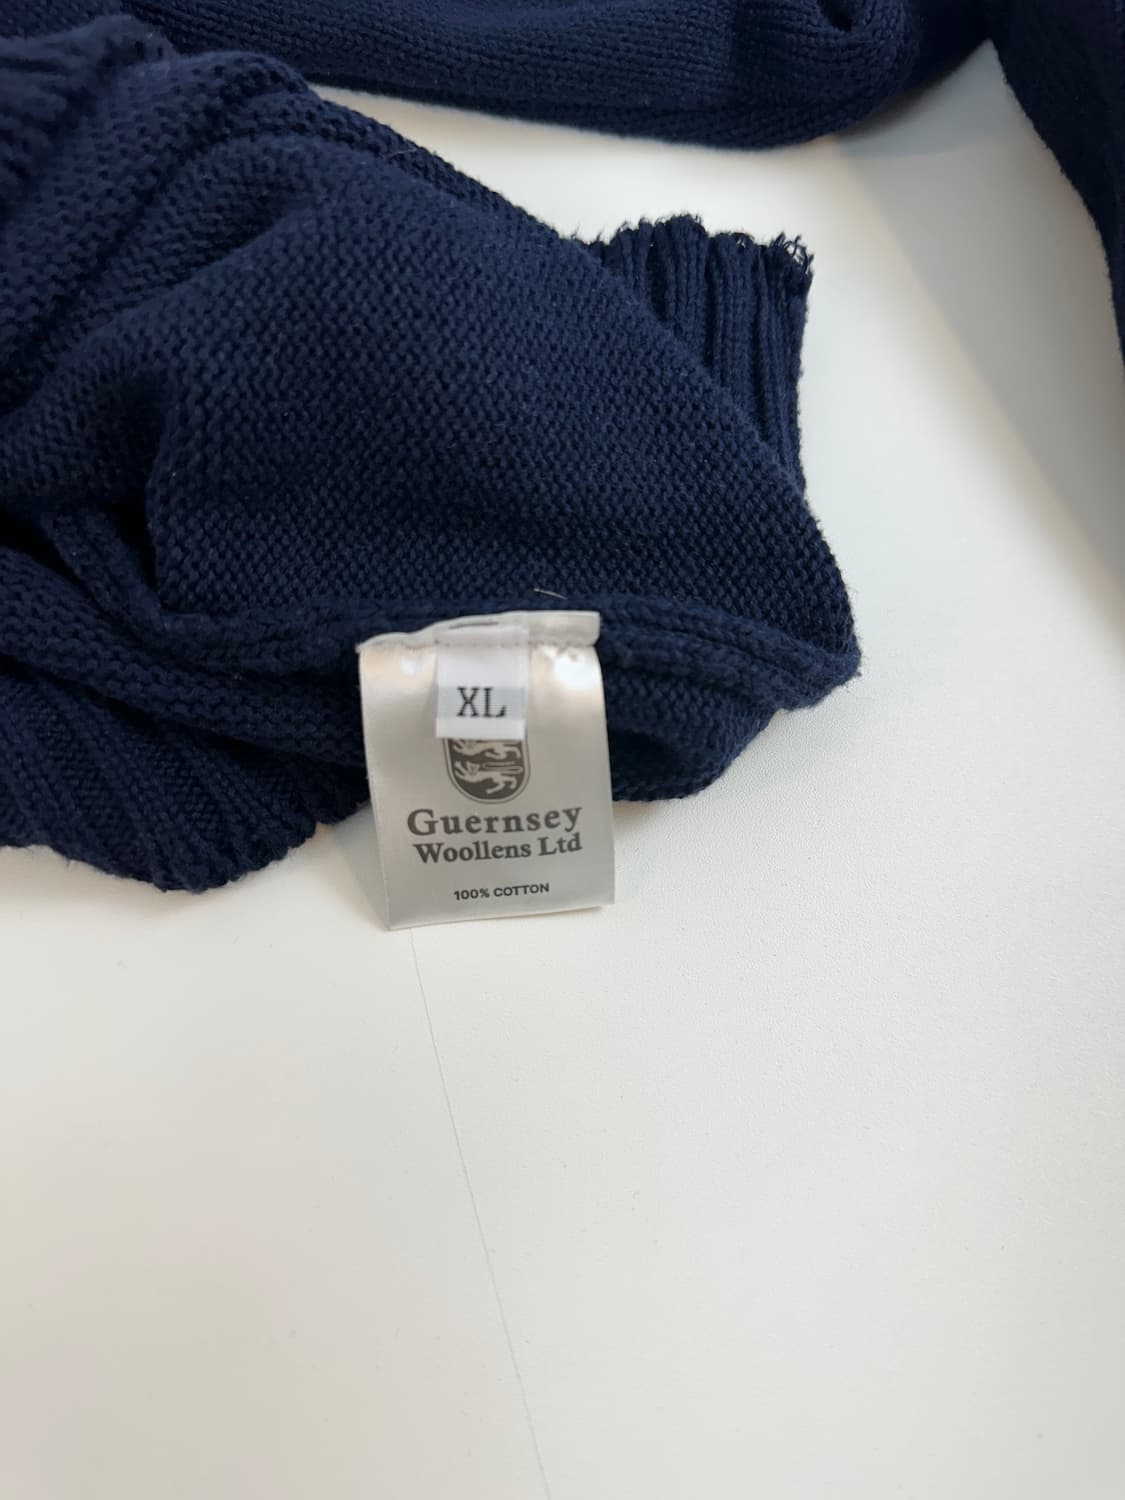 XL
Guernsey
Woollens Ltd
100% COTTON